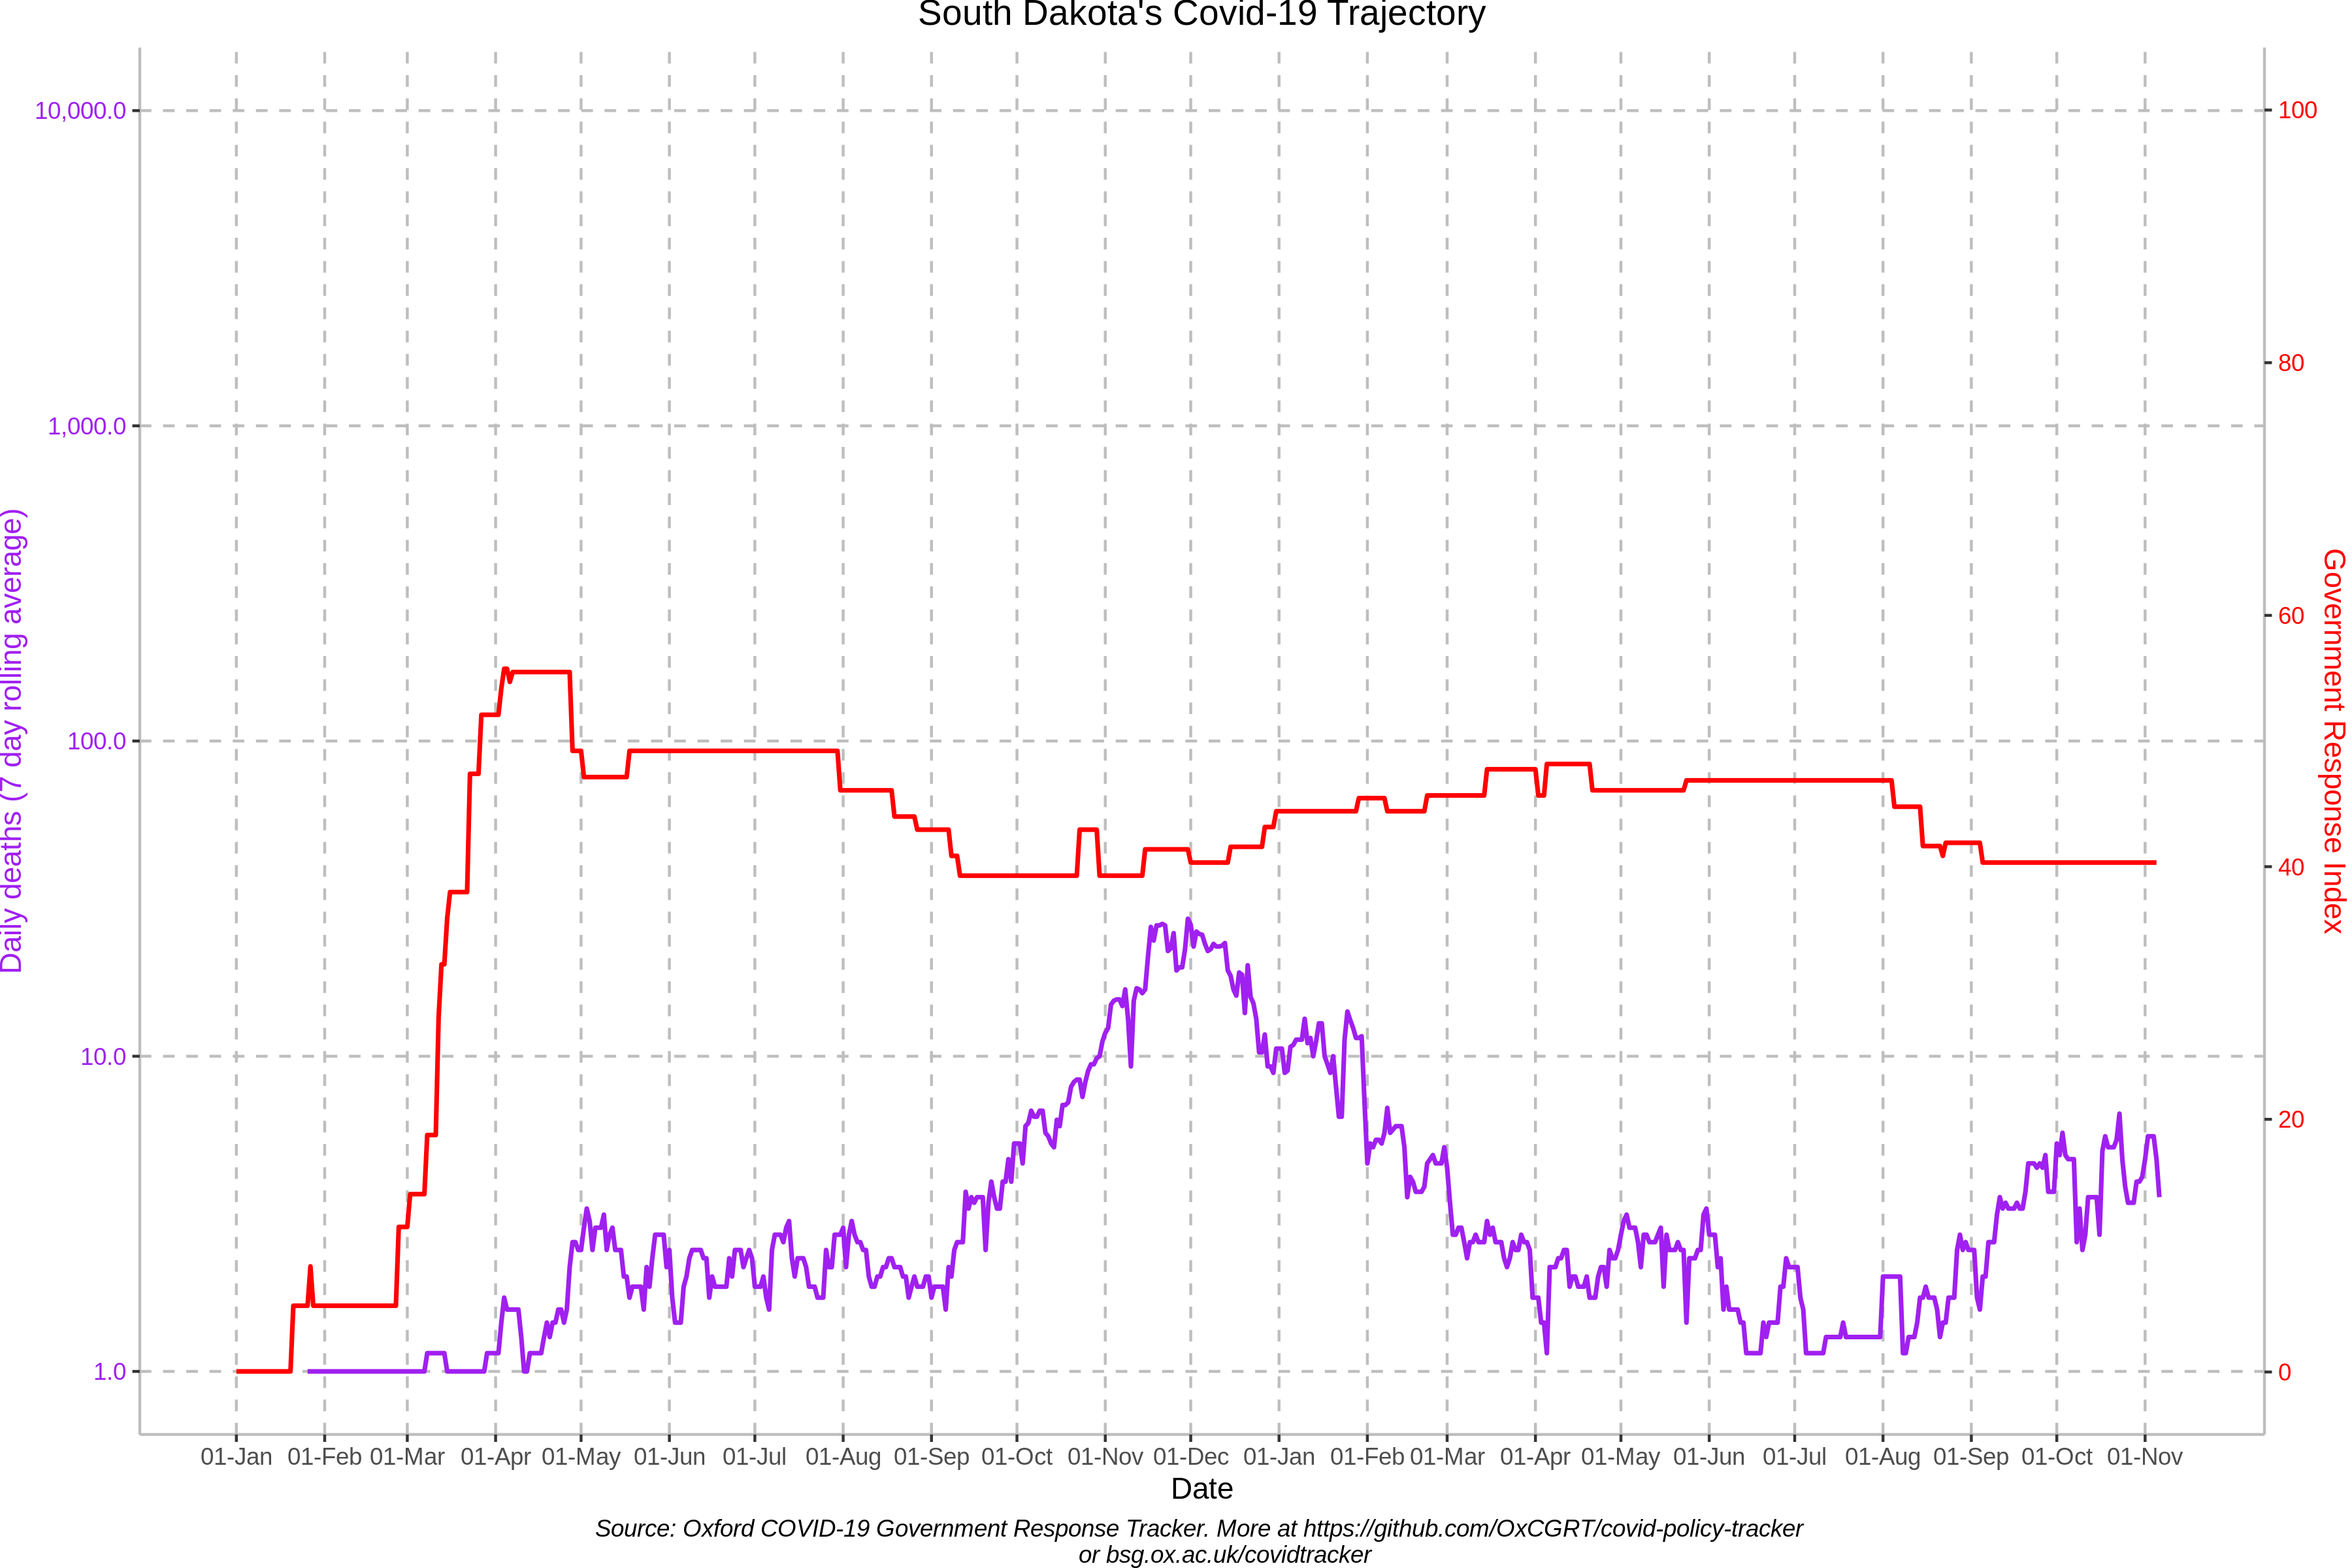 South Dakota's Covid-19 Trajectory
10,000.0
1,000.0
100.0
10.0
1.0
Daily deaths (7 day rolling average)
100
80
60
40
20
0
Government Response Index
01-Jan 01-Feb 01-Mar 01-Apr 01-May 01-Jun 01-Jul 01-Aug 01-Sep 01-Oct 01-Nov 01-Dec 01-Jan 01-Feb 01-Mar 01-Apr 01-May 01-Jun 01-Jul 01-Aug 01-Sep 01-Oct 01-Nov
Date
Source: Oxford COVID-19 Government Response Tracker. More at https://github.com/OxCGRT/covid-policy-tracker
or bsg.ox.ac.uk/covidtracker